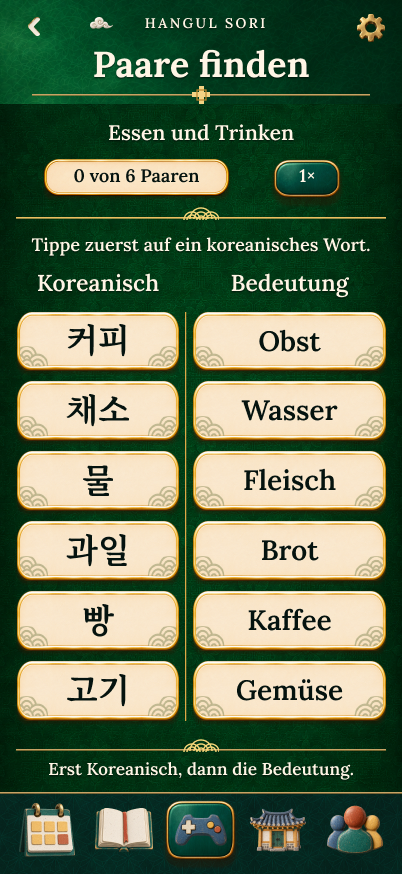 HANGUL SORI
Paare finden
Essen und Trinken
0 von 6 Paaren
1×
Tippe zuerst auf ein koreanisches Wort.
Koreanisch Bedeutung
커피 Obst
채소 Wasser
물 Fleisch
과일 Brot
빵 Kaffee
고기 Gemüse
Erst Koreanisch, dann die Bedeutung.